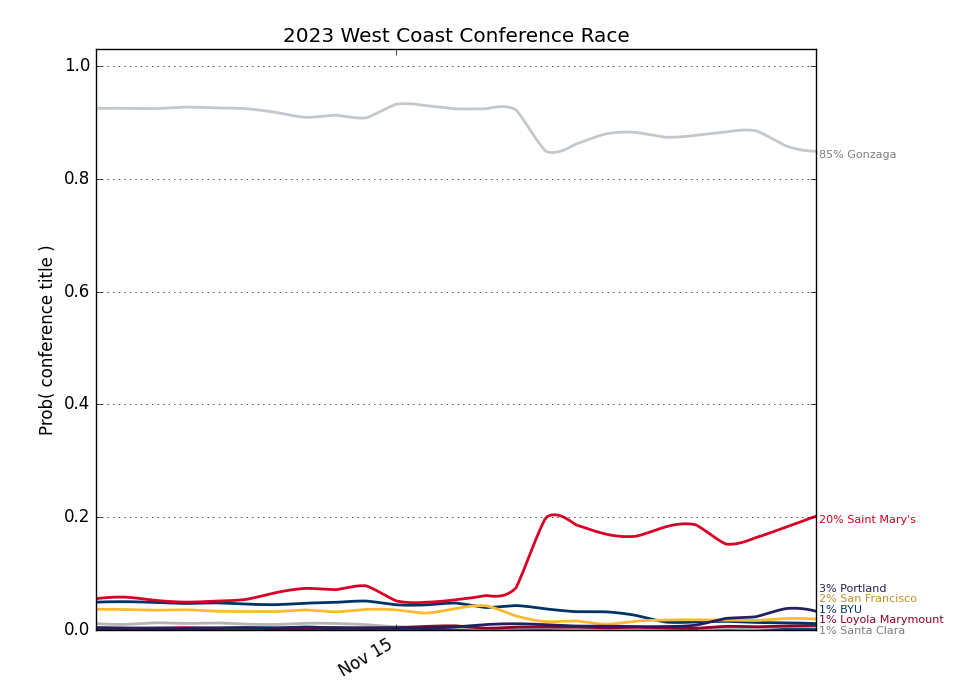 2023 West Coast Conference Race
1.0
0.8
0.6
0.4
0.2
0.0
Prob( conference title )
Nov 15
85% Gonzaga
20% Saint Mary's
3% Portland
2% San Francisco
1% BYU
1% Loyola Marymount
1% Santa Clara